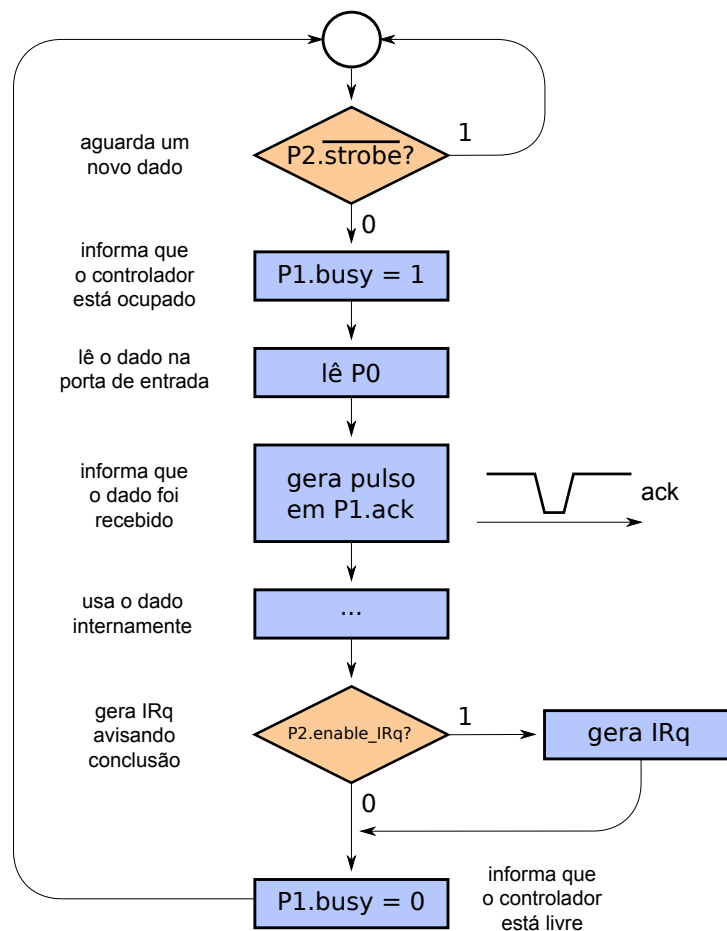 aguarda um
novo dado
P2.strobe?
1
0
informa que
o controlador
está ocupado
P1.busy = 1
lê o dado na
porta de entrada
lê P0
informa que
o dado foi
recebido
gera pulso
em P1.ack
ack
usa o dado
internamente
...
gera IRq
avisando
conclusão
P2.enable_IRq?
1
gera IRq
0
P1.busy = 0
informa que
o controlador
está livre